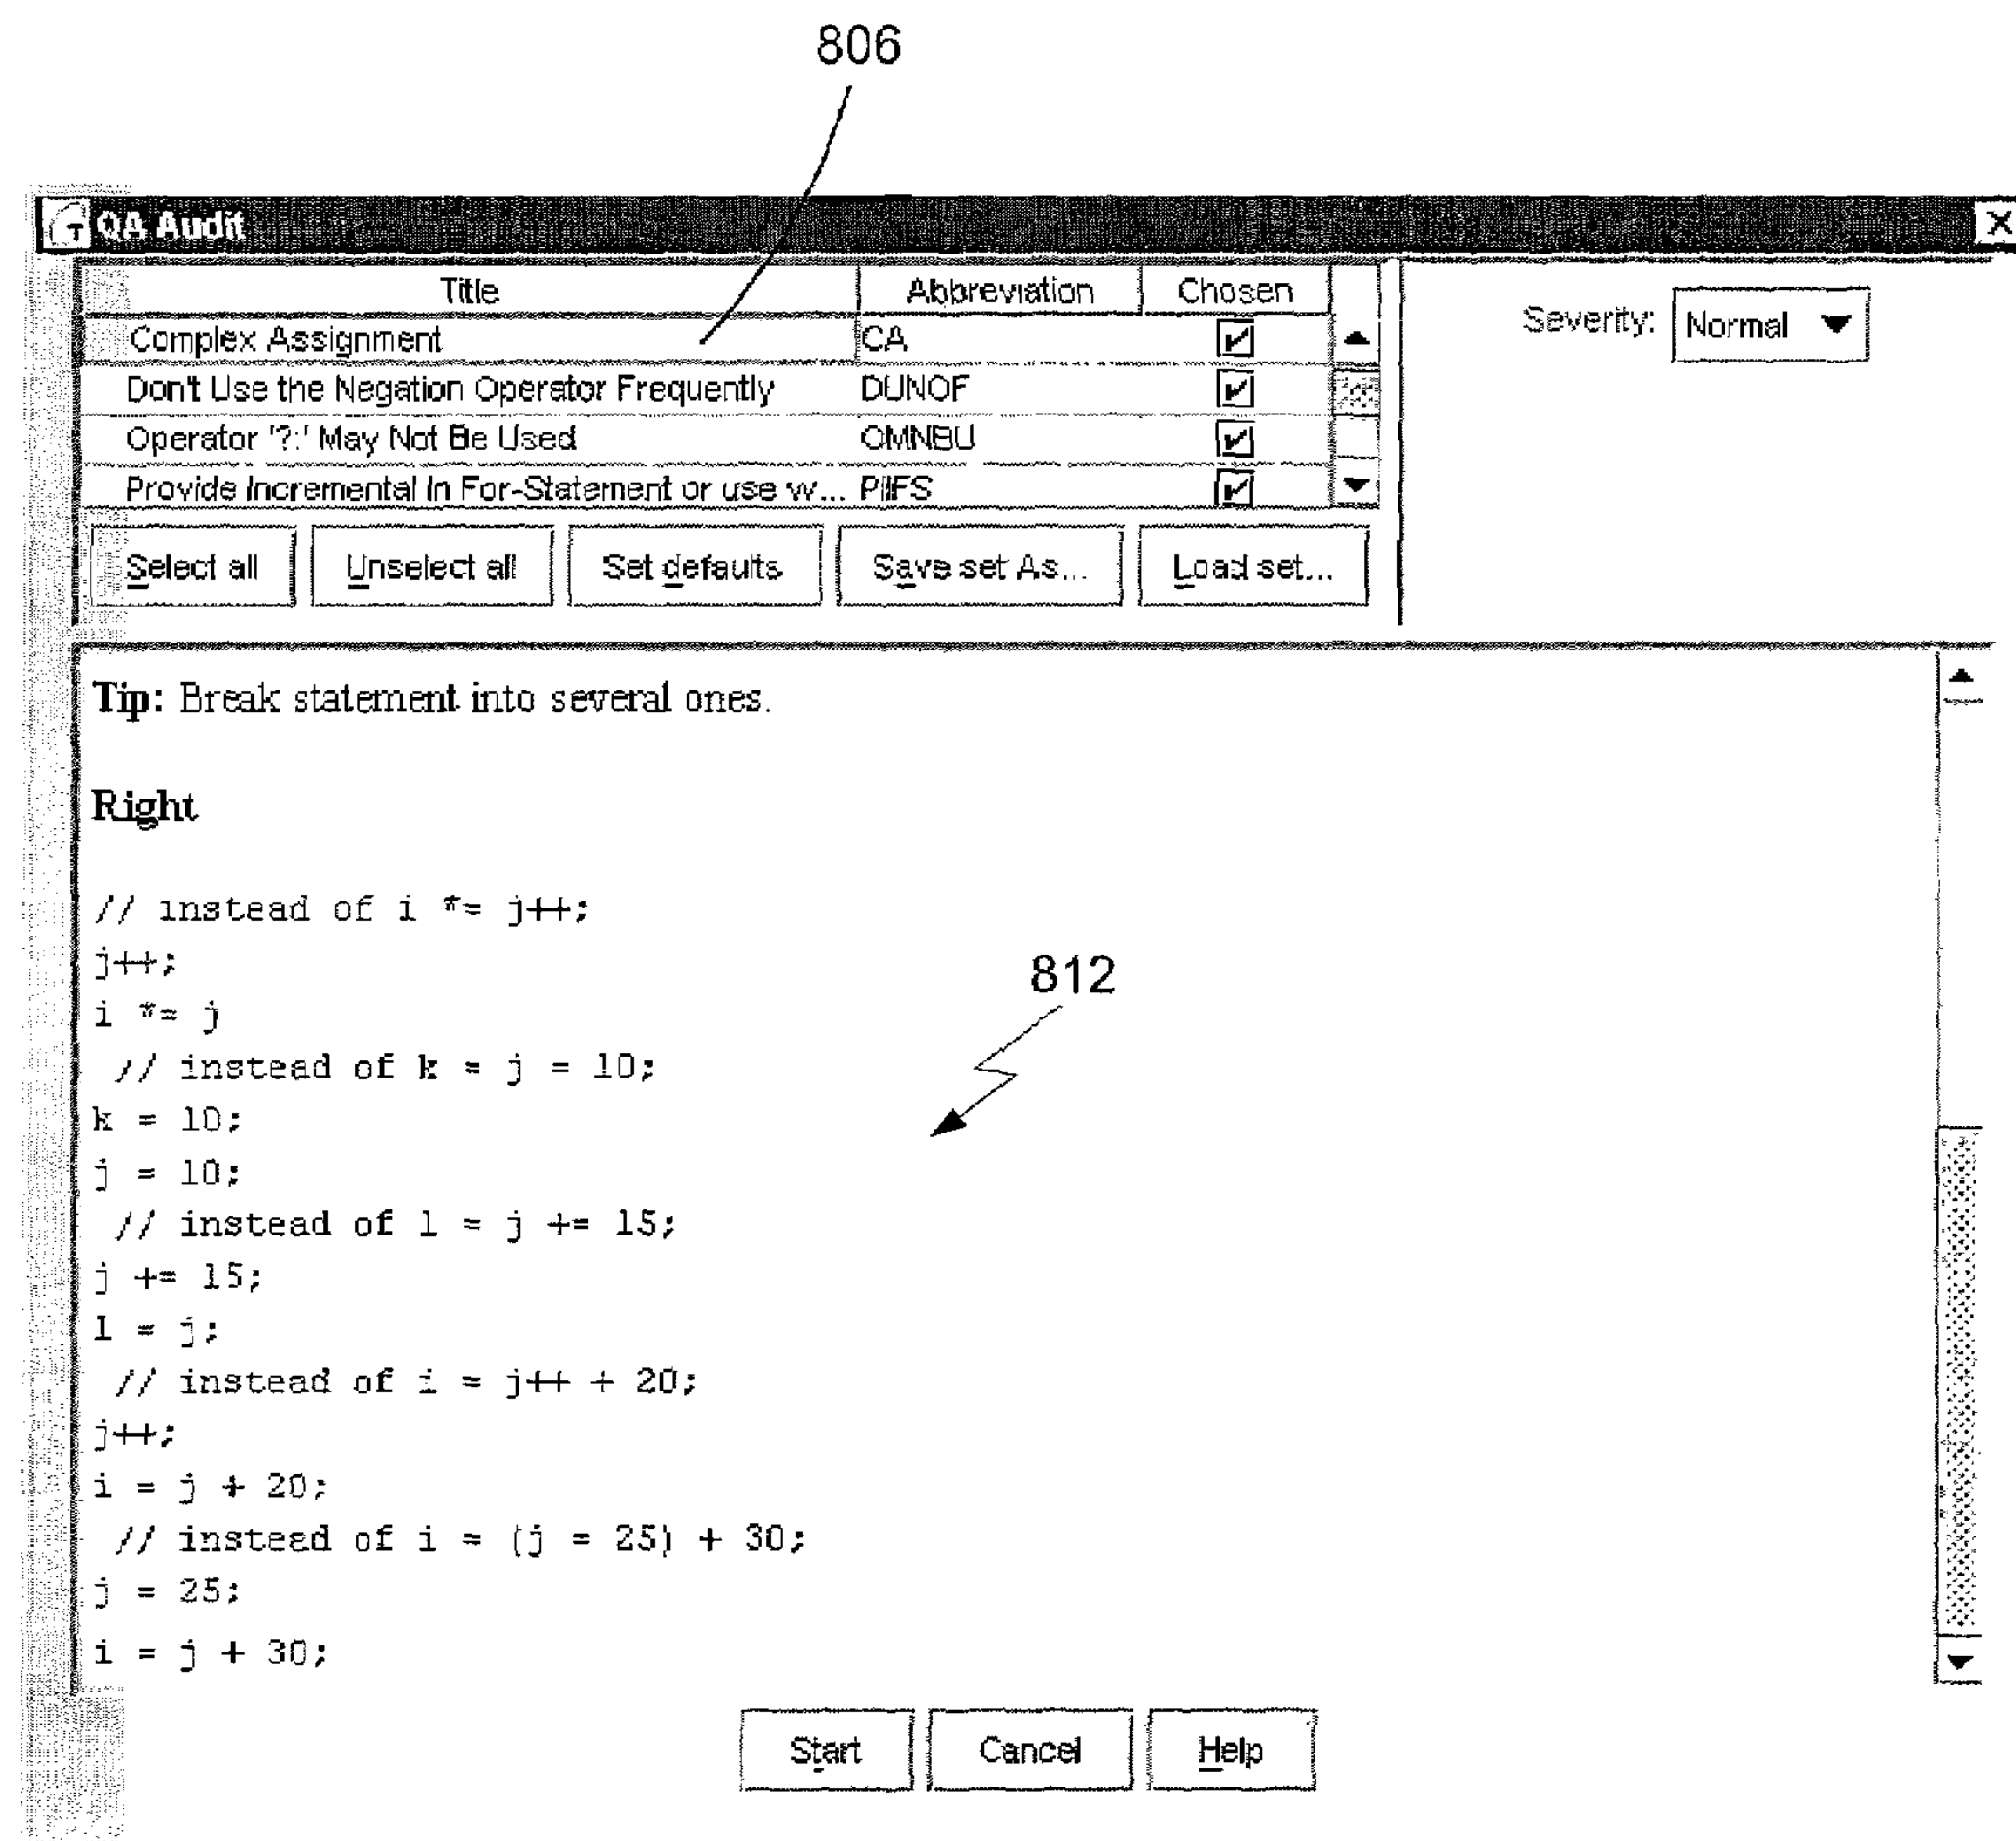 806
QA Audit
Title Abbreviation Chosen
Complex Assignment CA
Don't Use the Negation Operator Frequently DUNOF
Operator '?:' May Not Be Used OMNBU
Provide Incremental In For-Statement or use w... PIIFS
Severity: Normal
Select all Unselect all Set defaults Save set As... Load set...
Tip: Break statement into several ones.
Right
// instead of i *= j++;
j++;
i *= j
// instead of k = j = 10;
k = 10;
j = 10;
// instead of l = j += 15;
j += 15;
l = j;
// instead of i = j++ + 20;
j++;
i = j + 20;
// instead of i = (j = 25) + 30;
j = 25;
i = j + 30;
812
Start Cancel Help